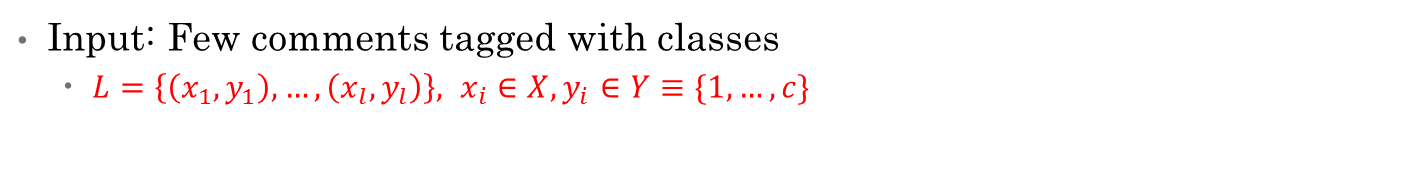 • Input: Few comments tagged with classes
• L = {(x₁, y₁), … , (xₗ, yₗ)}, xᵢ ∈ X, yᵢ ∈ Y ≡ {1, … , c}